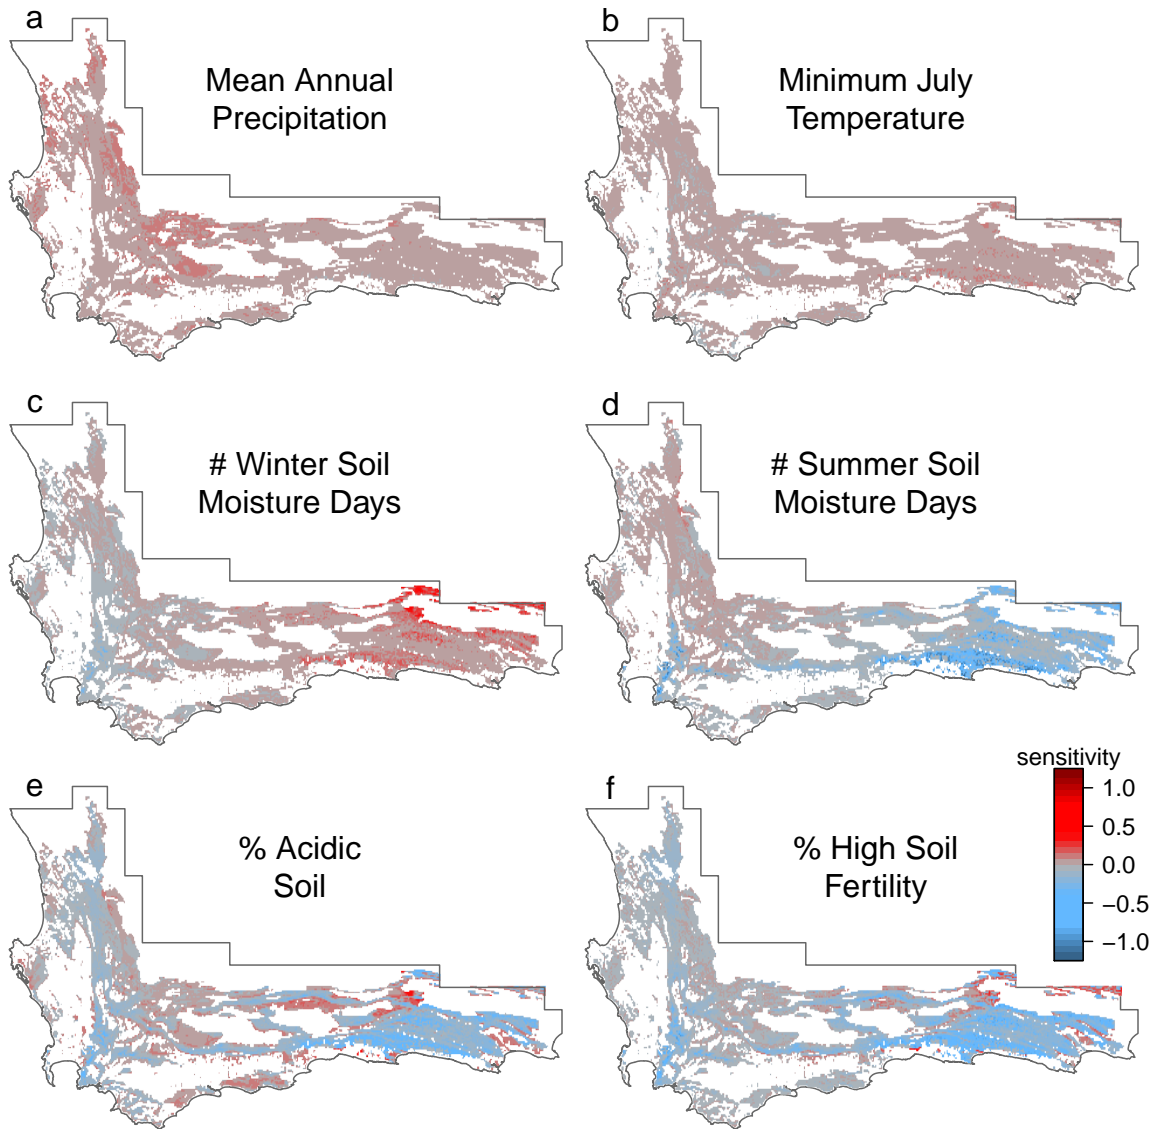 a
Mean Annual
Precipitation
b
Minimum July
Temperature
c
# Winter Soil
Moisture Days
d
# Summer Soil
Moisture Days
e
% Acidic
Soil
f
% High Soil
Fertility
sensitivity
1.0
0.5
0.0
−0.5
−1.0